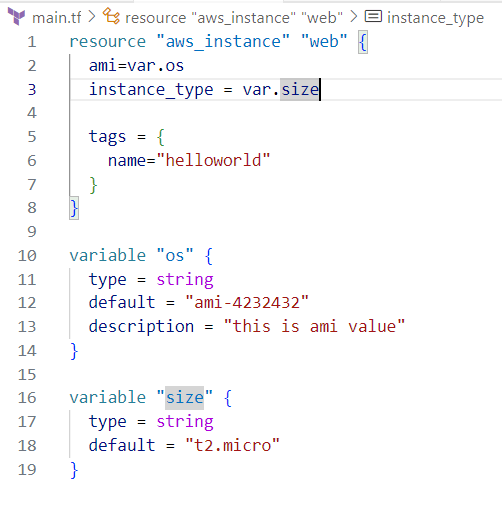 main.tf > resource "aws_instance" "web" > instance_type
1 resource "aws_instance" "web" {
2 ami=var.os
3 instance_type = var.size
4
5 tags = {
6 name="helloworld"
7 }
8 }
9
10 variable "os" {
11 type = string
12 default = "ami-4232432"
13 description = "this is ami value"
14 }
15
16 variable "size" {
17 type = string
18 default = "t2.micro"
19 }